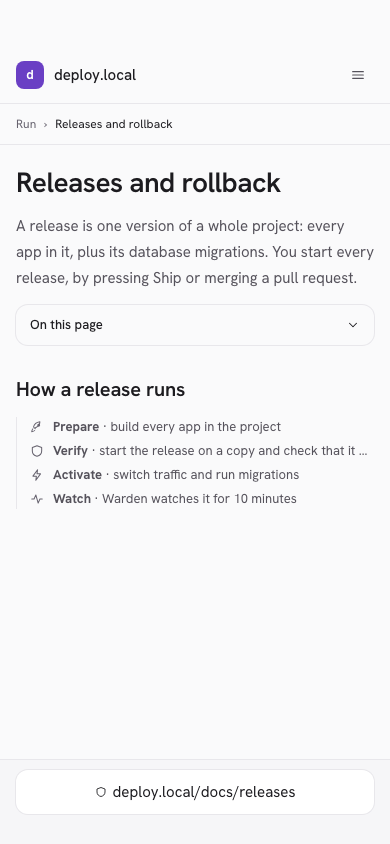 d deploy.local
Run › Releases and rollback
Releases and rollback
A release is one version of a whole project: every
app in it, plus its database migrations. You start every
release, by pressing Ship or merging a pull request.
On this page
How a release runs
Prepare · build every app in the project
Verify · start the release on a copy and check that it ...
Activate · switch traffic and run migrations
Watch · Warden watches it for 10 minutes
deploy.local/docs/releases